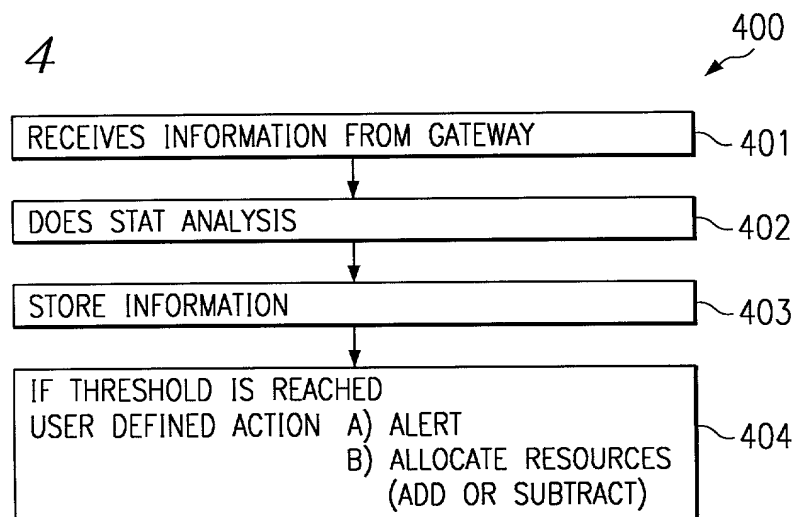 4
400
RECEIVES INFORMATION FROM GATEWAY
401
DOES STAT ANALYSIS
402
STORE INFORMATION
403
IF THRESHOLD IS REACHED
USER DEFINED ACTION A) ALERT
B) ALLOCATE RESOURCES
(ADD OR SUBTRACT)
404